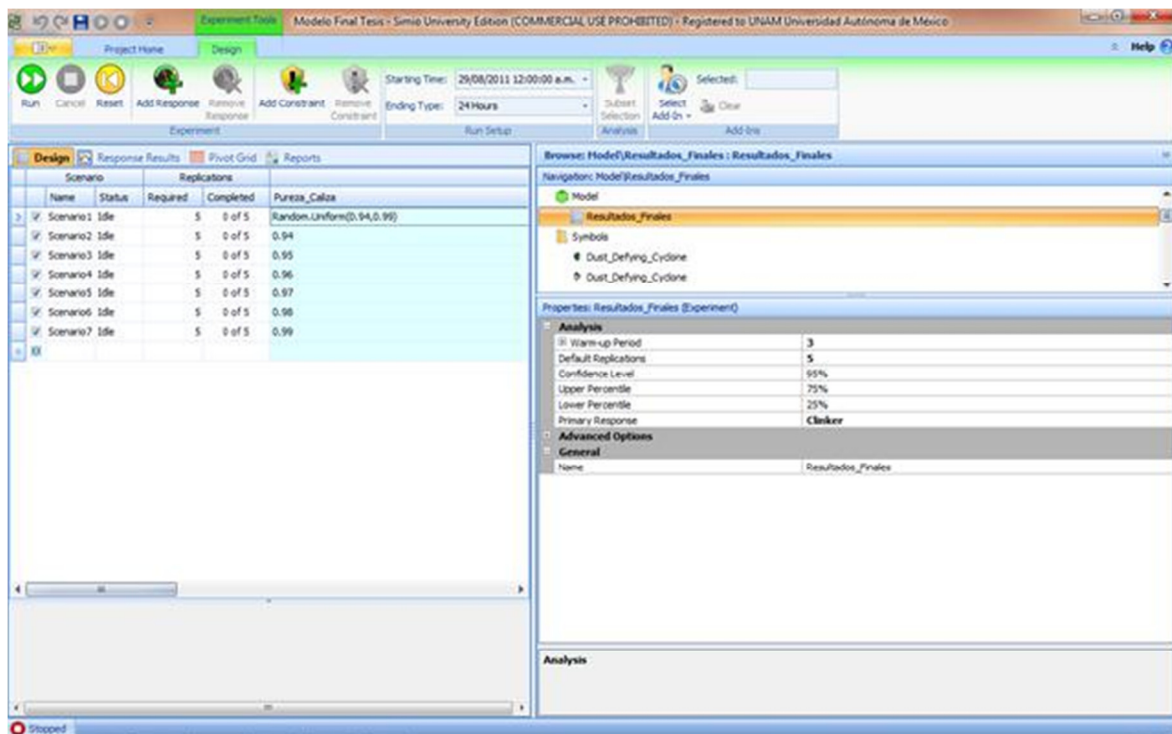 Experiment Tools
Modelo Final Tesis - Simio University Edition (COMMERCIAL USE PROHIBITED) - Registered to UNAM Universidad Autónoma de México
Project Home Design Help
Run Cancel Reset Add Response Remove Response Add Constraint Remove Constraint
Experiment
Starting Time: 29/08/2011 12:00:00 a.m.
Ending Type: 24 Hours
Run Setup
Subset Selection
Analysis
Select Add-In Selected: Clear
Add-Ins
Design Response Results Pivot Grid Reports
Scenario Replications
Name Status Required Completed Pureza_Caliza
Scenario1 Idle 5 0 of 5 Random.Uniform(0.94,0.99)
Scenario2 Idle 5 0 of 5 0.94
Scenario3 Idle 5 0 of 5 0.95
Scenario4 Idle 5 0 of 5 0.96
Scenario5 Idle 5 0 of 5 0.97
Scenario6 Idle 5 0 of 5 0.98
Scenario7 Idle 5 0 of 5 0.99
Browse: Model\Resultados_Finales : Resultados_Finales
Navigation: Model\Resultados_Finales
Model
Resultados_Finales
Symbols
Dust_Defying_Cyclone
Dust_Defying_Cyclone
Properties: Resultados_Finales (Experiment)
Analysis
Warm-up Period 3
Default Replications 5
Confidence Level 95%
Upper Percentile 75%
Lower Percentile 25%
Primary Response Clinker
Advanced Options
General
Name Resultados_Finales
Analysis
Stopped